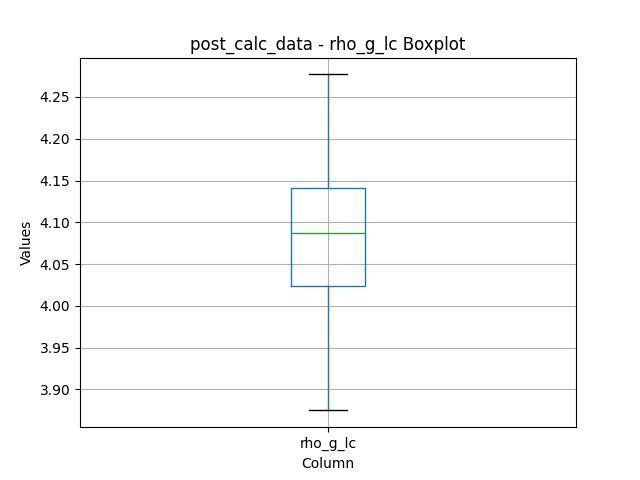 post_calc_data - rho_g_lc Boxplot
4.25
4.20
4.15
4.10
4.05
4.00
3.95
3.90
Values
rho_g_lc
Column